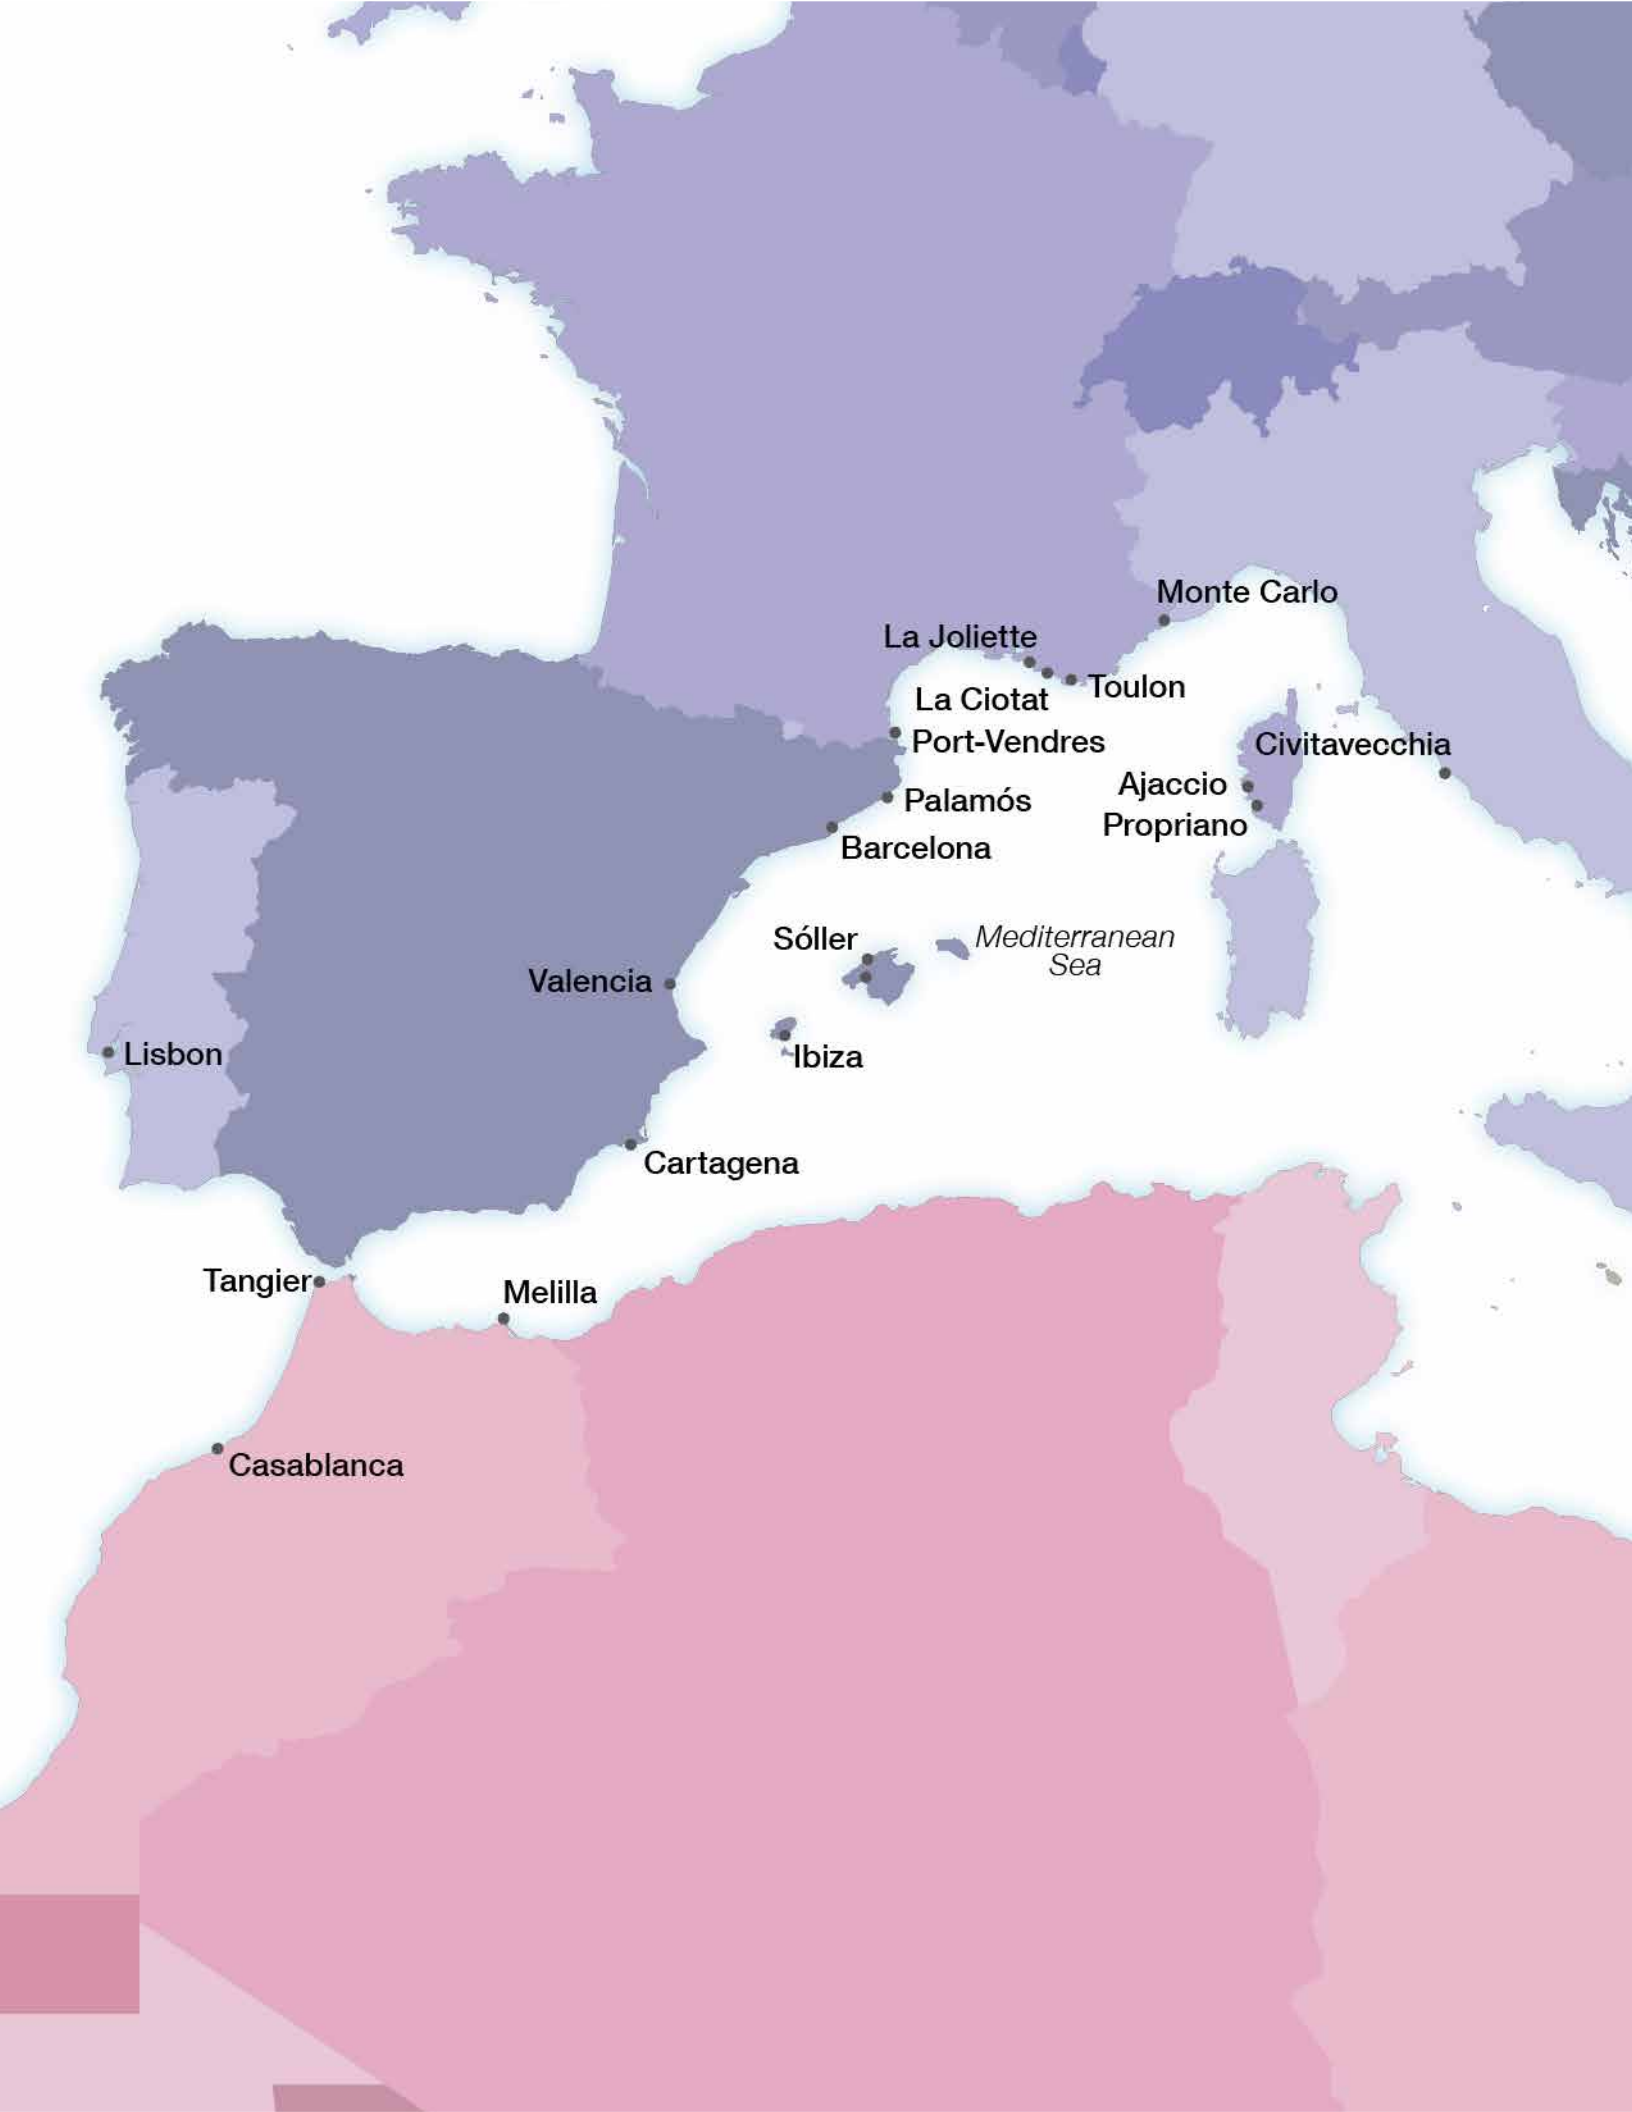 Monte Carlo
La Joliette
Toulon
La Ciotat
Port-Vendres
Civitavecchia
Ajaccio
Palamós
Propriano
Barcelona
Sóller
Mediterranean
Sea
Valencia
Lisbon
Ibiza
Cartagena
Tangier
Melilla
Casablanca